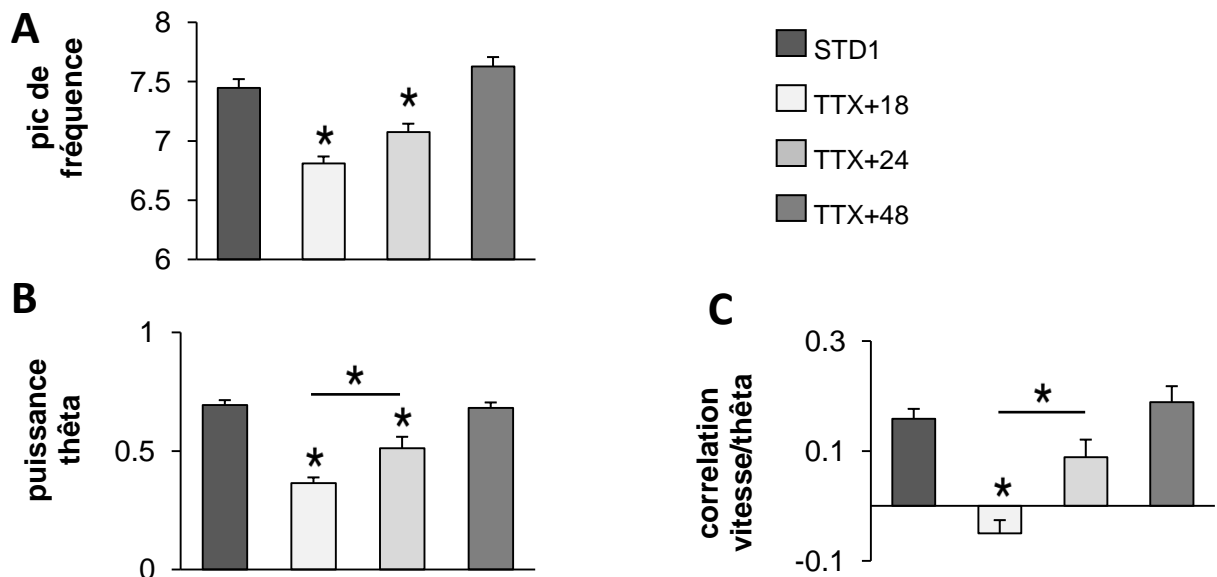 A
pic de
fréquence
8
7.5
7
6.5
6
*
*
STD1
TTX+18
TTX+24
TTX+48
B
puissance
thêta
1
0.5
0
*
*
*
C
correlation
vitesse/thêta
0.3
0.1
-0.1
*
*